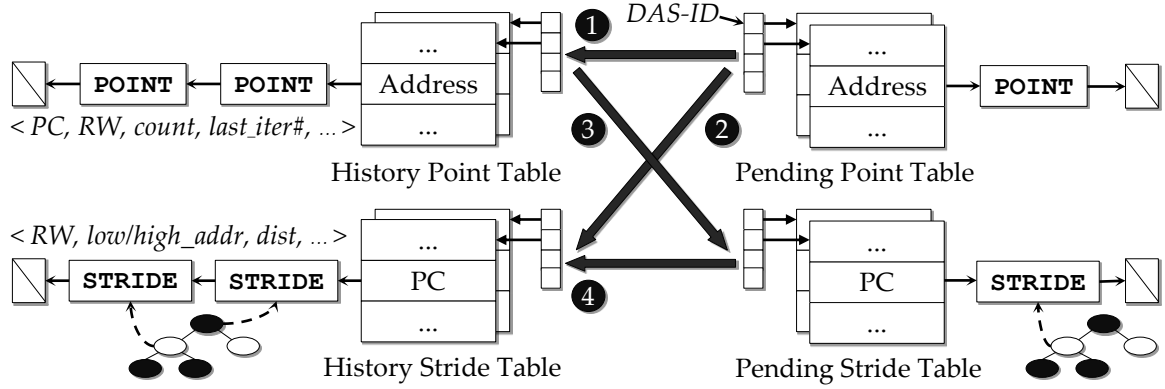 DAS-ID
1
...
...
POINT POINT Address Address POINT
... ...
< PC, RW, count, last_iter#, ... >
3 2
History Point Table Pending Point Table
< RW, low/high_addr, dist, ... >
... ...
STRIDE STRIDE PC PC STRIDE
4
... ...
History Stride Table Pending Stride Table